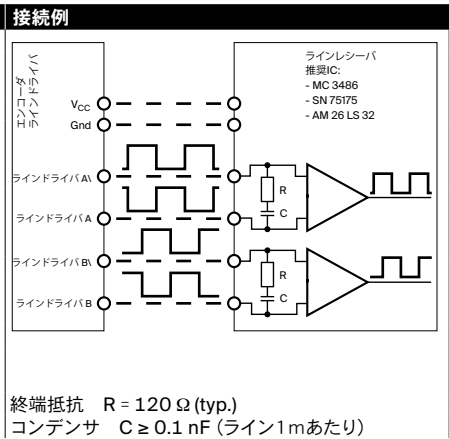 接続例
エンコーダ
ラインドライバ
VCC
Gnd
ラインドライバ A\
ラインドライバ A
ラインドライバ B\
ラインドライバ B
ラインレシーバ
推奨IC:
- MC 3486
- SN 75175
- AM 26 LS 32
R
C
R
C
終端抵抗 R = 120 Ω (typ.)
コンデンサ C ≥ 0.1 nF (ライン1mあたり)